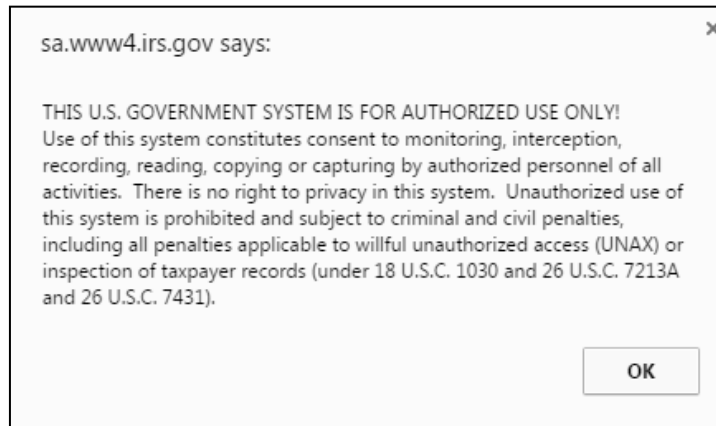 sa.www4.irs.gov says:
×
THIS U.S. GOVERNMENT SYSTEM IS FOR AUTHORIZED USE ONLY!
Use of this system constitutes consent to monitoring, interception,
recording, reading, copying or capturing by authorized personnel of all
activities.  There is no right to privacy in this system.  Unauthorized use of
this system is prohibited and subject to criminal and civil penalties,
including all penalties applicable to willful unauthorized access (UNAX) or
inspection of taxpayer records (under 18 U.S.C. 1030 and 26 U.S.C. 7213A
and 26 U.S.C. 7431).
OK